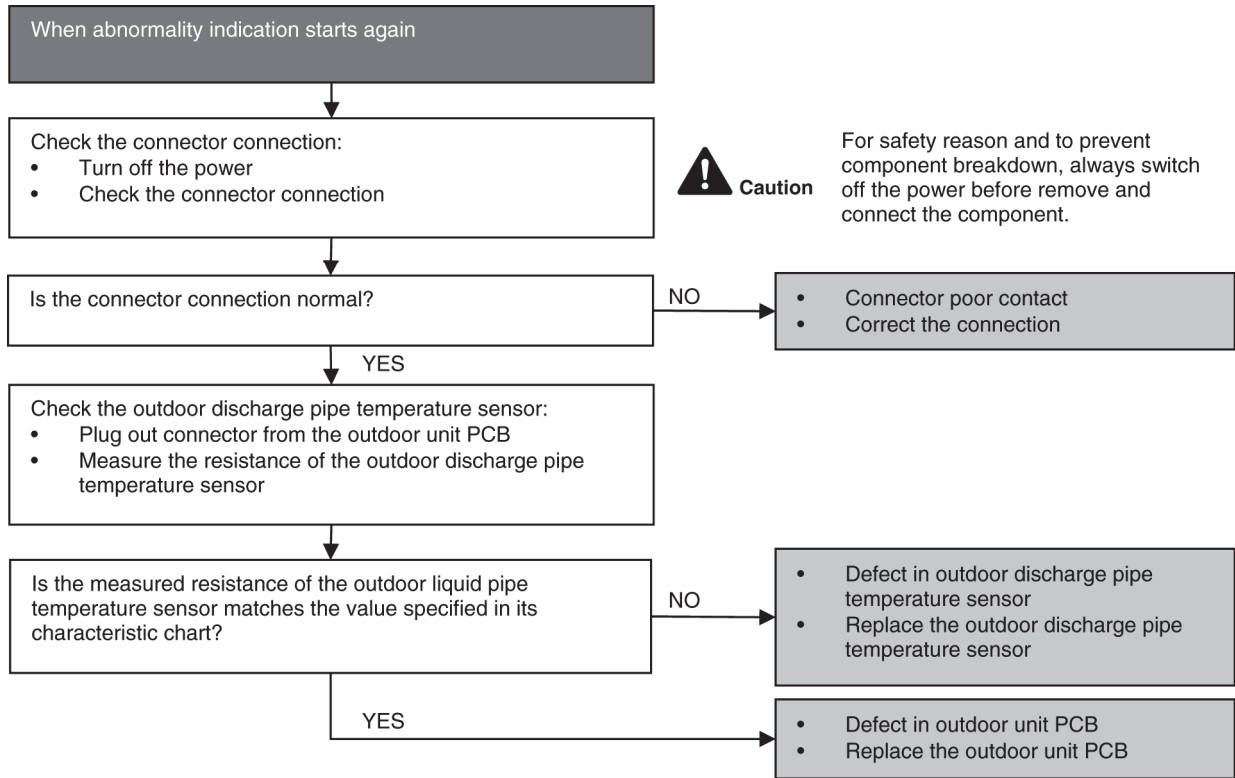 When abnormality indication starts again
Check the connector connection:
• Turn off the power
• Check the connector connection
Caution
For safety reason and to prevent
component breakdown, always switch
off the power before remove and
connect the component.
Is the connector connection normal?
NO
• Connector poor contact
• Correct the connection
YES
Check the outdoor discharge pipe temperature sensor:
• Plug out connector from the outdoor unit PCB
• Measure the resistance of the outdoor discharge pipe
temperature sensor
Is the measured resistance of the outdoor liquid pipe
temperature sensor matches the value specified in its
characteristic chart?
NO
• Defect in outdoor discharge pipe
temperature sensor
• Replace the outdoor discharge pipe
temperature sensor
YES
• Defect in outdoor unit PCB
• Replace the outdoor unit PCB